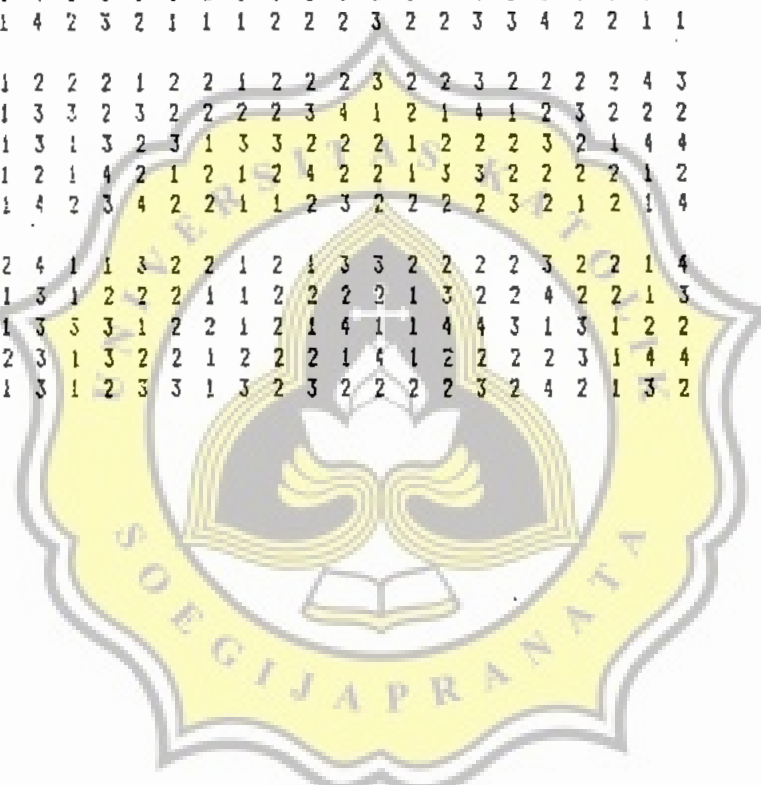 1 4 2 3 2 1 1 1 2 2 2 3 2 2 3 3 4 2 2 1 1
1 2 2 2 1 2 2 1 2 2 2 3 2 2 3 2 2 2 2 4 3
1 3 3 2 3 2 2 2 2 3 4 1 2 1 4 1 2 3 2 2 2
1 3 1 3 2 3 1 3 3 2 2 2 1 2 2 2 3 2 1 4 4
1 2 1 4 2 1 2 1 2 4 2 2 1 3 3 2 2 2 2 1 2
1 4 2 3 4 2 2 1 1 2 3 2 2 2 2 3 2 1 2 1 4
2 4 1 1 3 2 2 1 2 1 3 3 2 2 2 2 3 2 2 1 4
1 3 1 2 2 2 1 1 2 2 2 2 1 3 2 2 4 2 2 1 3
1 3 3 3 1 2 2 1 2 1 4 1 1 4 4 3 1 3 1 2 2
2 3 1 3 2 2 1 2 2 2 1 4 1 2 2 2 2 3 1 4 4
1 3 1 2 3 3 1 3 2 3 2 2 2 2 3 2 4 2 1 3 2
UNIVERSITAS KATOLIK
SOEGIJAPRANATA